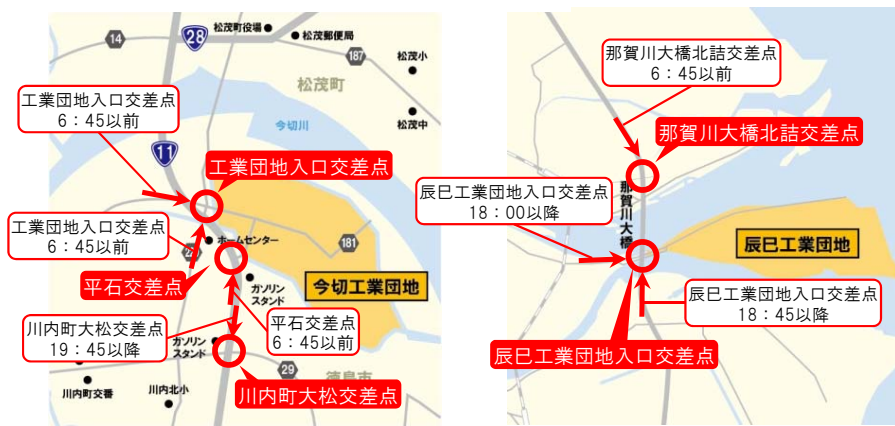 14
28
松茂町役場
松茂郵便局
187
松茂小
松茂町
松茂中
工業団地入口交差点
6：45以前
今切川
11
工業団地入口交差点
工業団地入口交差点
6：45以前
ホームセンター
181
平石交差点
ガソリン
スタンド
今切工業団地
川内町大松交差点
19：45以降
ガソリン
スタンド
平石交差点
6：45以前
29
徳島市
川内町交番
川内北小
川内町大松交差点
那賀川大橋北詰交差点
6：45以前
那賀川大橋北詰交差点
辰巳工業団地入口交差点
18：00以降
那賀川大橋
辰巳工業団地
辰巳工業団地入口交差点
18：45以降
辰巳工業団地入口交差点